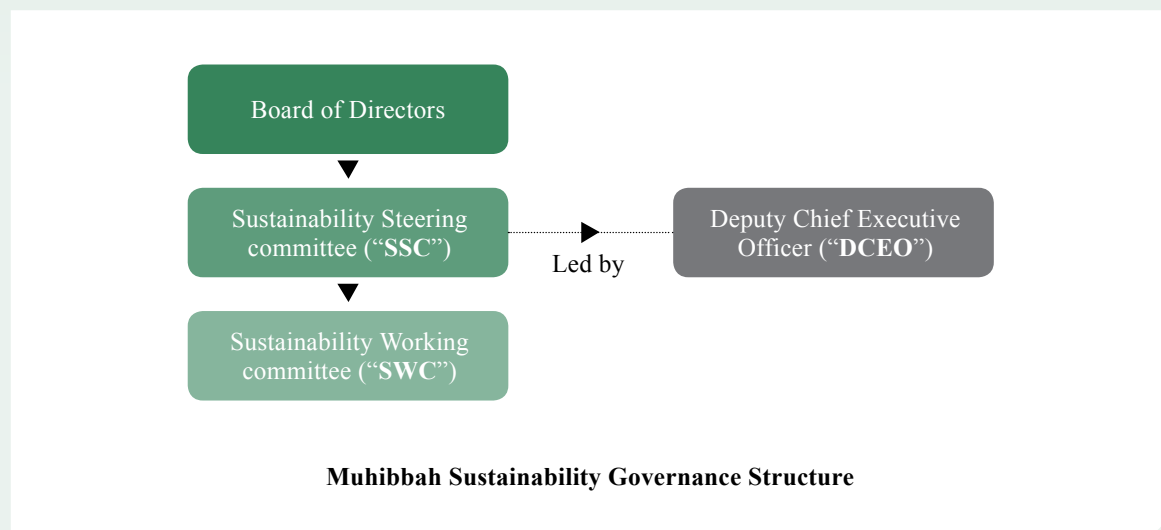 Board of Directors
Sustainability Steering
committee (“SSC”)
Led by
Deputy Chief Executive
Officer (“DCEO”)
Sustainability Working
committee (“SWC”)
Muhibbah Sustainability Governance Structure